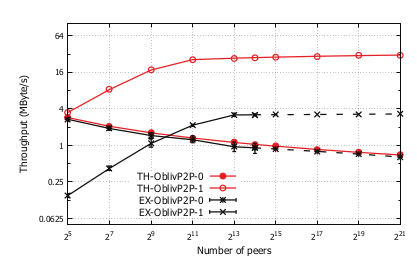 64
16
4
1
0.25
0.0625
Throughput (MByte/s)
TH-OblivP2P-0
TH-OblivP2P-1
EX-OblivP2P-0
EX-OblivP2P-1
2^5 2^7 2^9 2^11 2^13 2^15 2^17 2^19 2^21
Number of peers